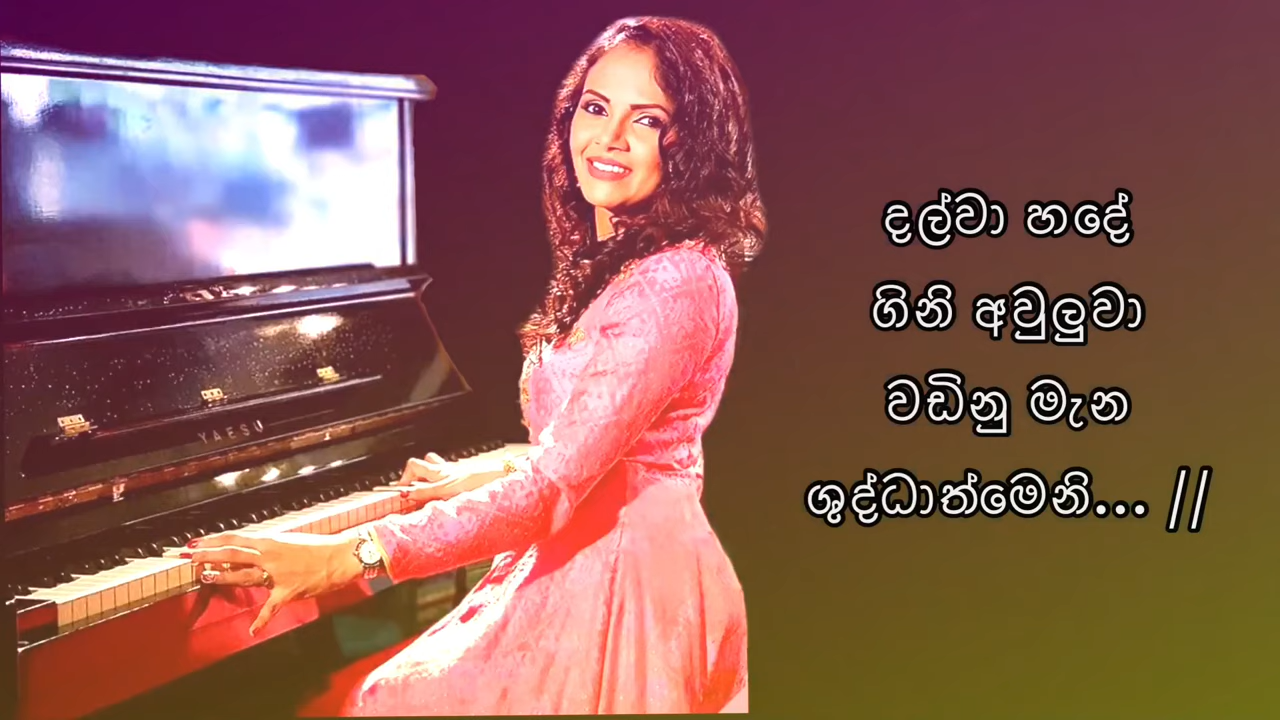 YAESU
දල්වා හදේ
ගිනි අවුලුවා
වඩිනු මැන
ශුද්ධාත්මෙනි... //